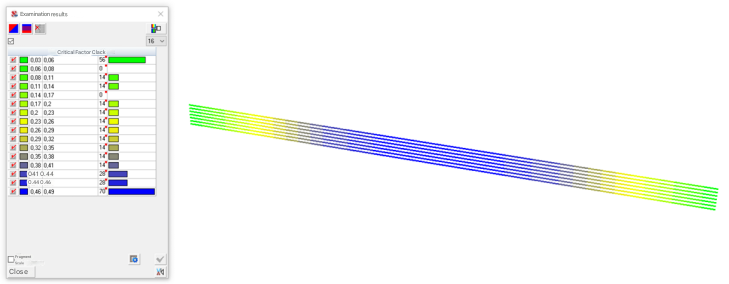 Examination results
16
Critical Factor Clack
0,03 0,06 56
0,06 0,08 0
0,08 0,11 14
0,11 0,14 14
0,14 0,17 0
0,17 0,2 14
0,2 0,23 14
0,23 0,26 14
0,26 0,29 14
0,29 0,32 14
0,32 0,35 14
0,35 0,38 14
0,38 0,41 14
041 0.44 28
0.44 0.46 28
0,46 0,49 70
Fragment
Close